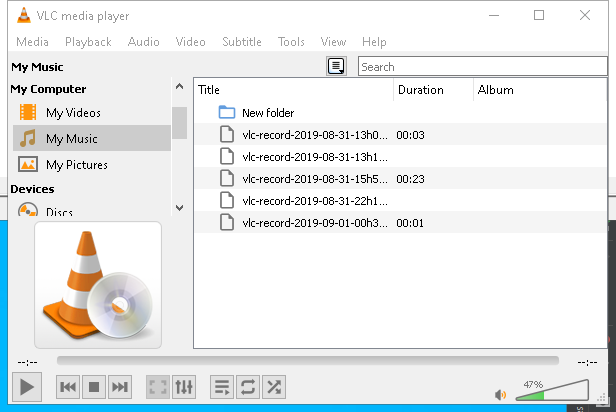 VLC media player
Media Playback Audio Video Subtitle Tools View Help
My Music
Search
My Computer
My Videos
My Music
My Pictures
Devices
Discs
Title Duration Album
New folder
vlc-record-2019-08-31-13h0... 00:03
vlc-record-2019-08-31-13h1...
vlc-record-2019-08-31-15h5... 00:23
vlc-record-2019-08-31-22h1...
vlc-record-2019-09-01-00h3... 00:01
--:-- --:--
47%